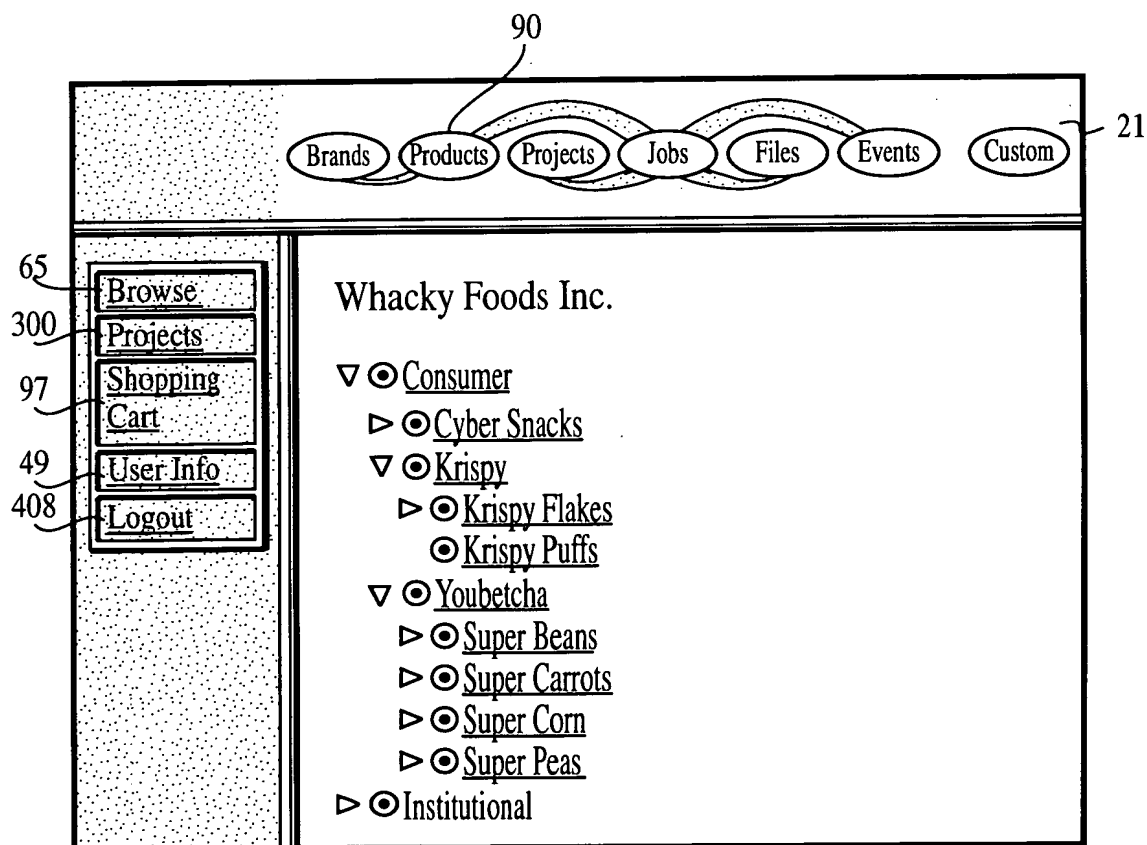 90
21
Brands Products Projects Jobs Files Events Custom
65
Browse
300
Projects
97
Shopping
Cart
49
User Info
408
Logout
Whacky Foods Inc.
Consumer
Cyber Snacks
Krispy
Krispy Flakes
Krispy Puffs
Youbetcha
Super Beans
Super Carrots
Super Corn
Super Peas
Institutional